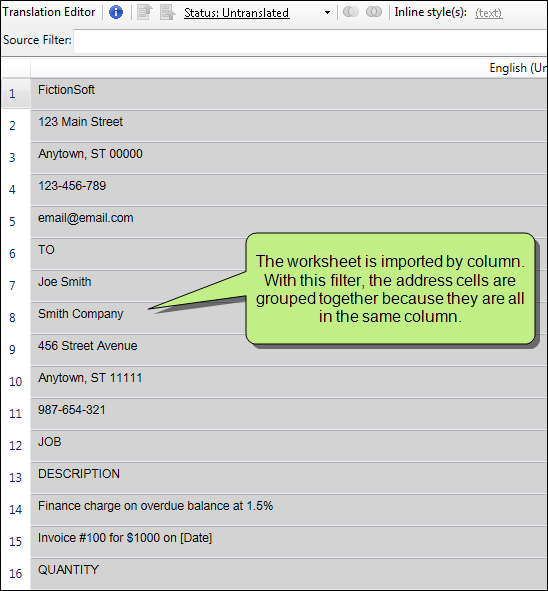 Translation Editor Status: Untranslated Inline style(s): (text)
Source Filter:
English (Un
1 FictionSoft
2 123 Main Street
3 Anytown, ST 00000
4 123-456-789
5 email@email.com
6 TO
7 Joe Smith
8 Smith Company
9 456 Street Avenue
10 Anytown, ST 11111
11 987-654-321
12 JOB
13 DESCRIPTION
14 Finance charge on overdue balance at 1.5%
15 Invoice #100 for $1000 on [Date]
16 QUANTITY
The worksheet is imported by column.
With this filter, the address cells are
grouped together because they are all
in the same column.